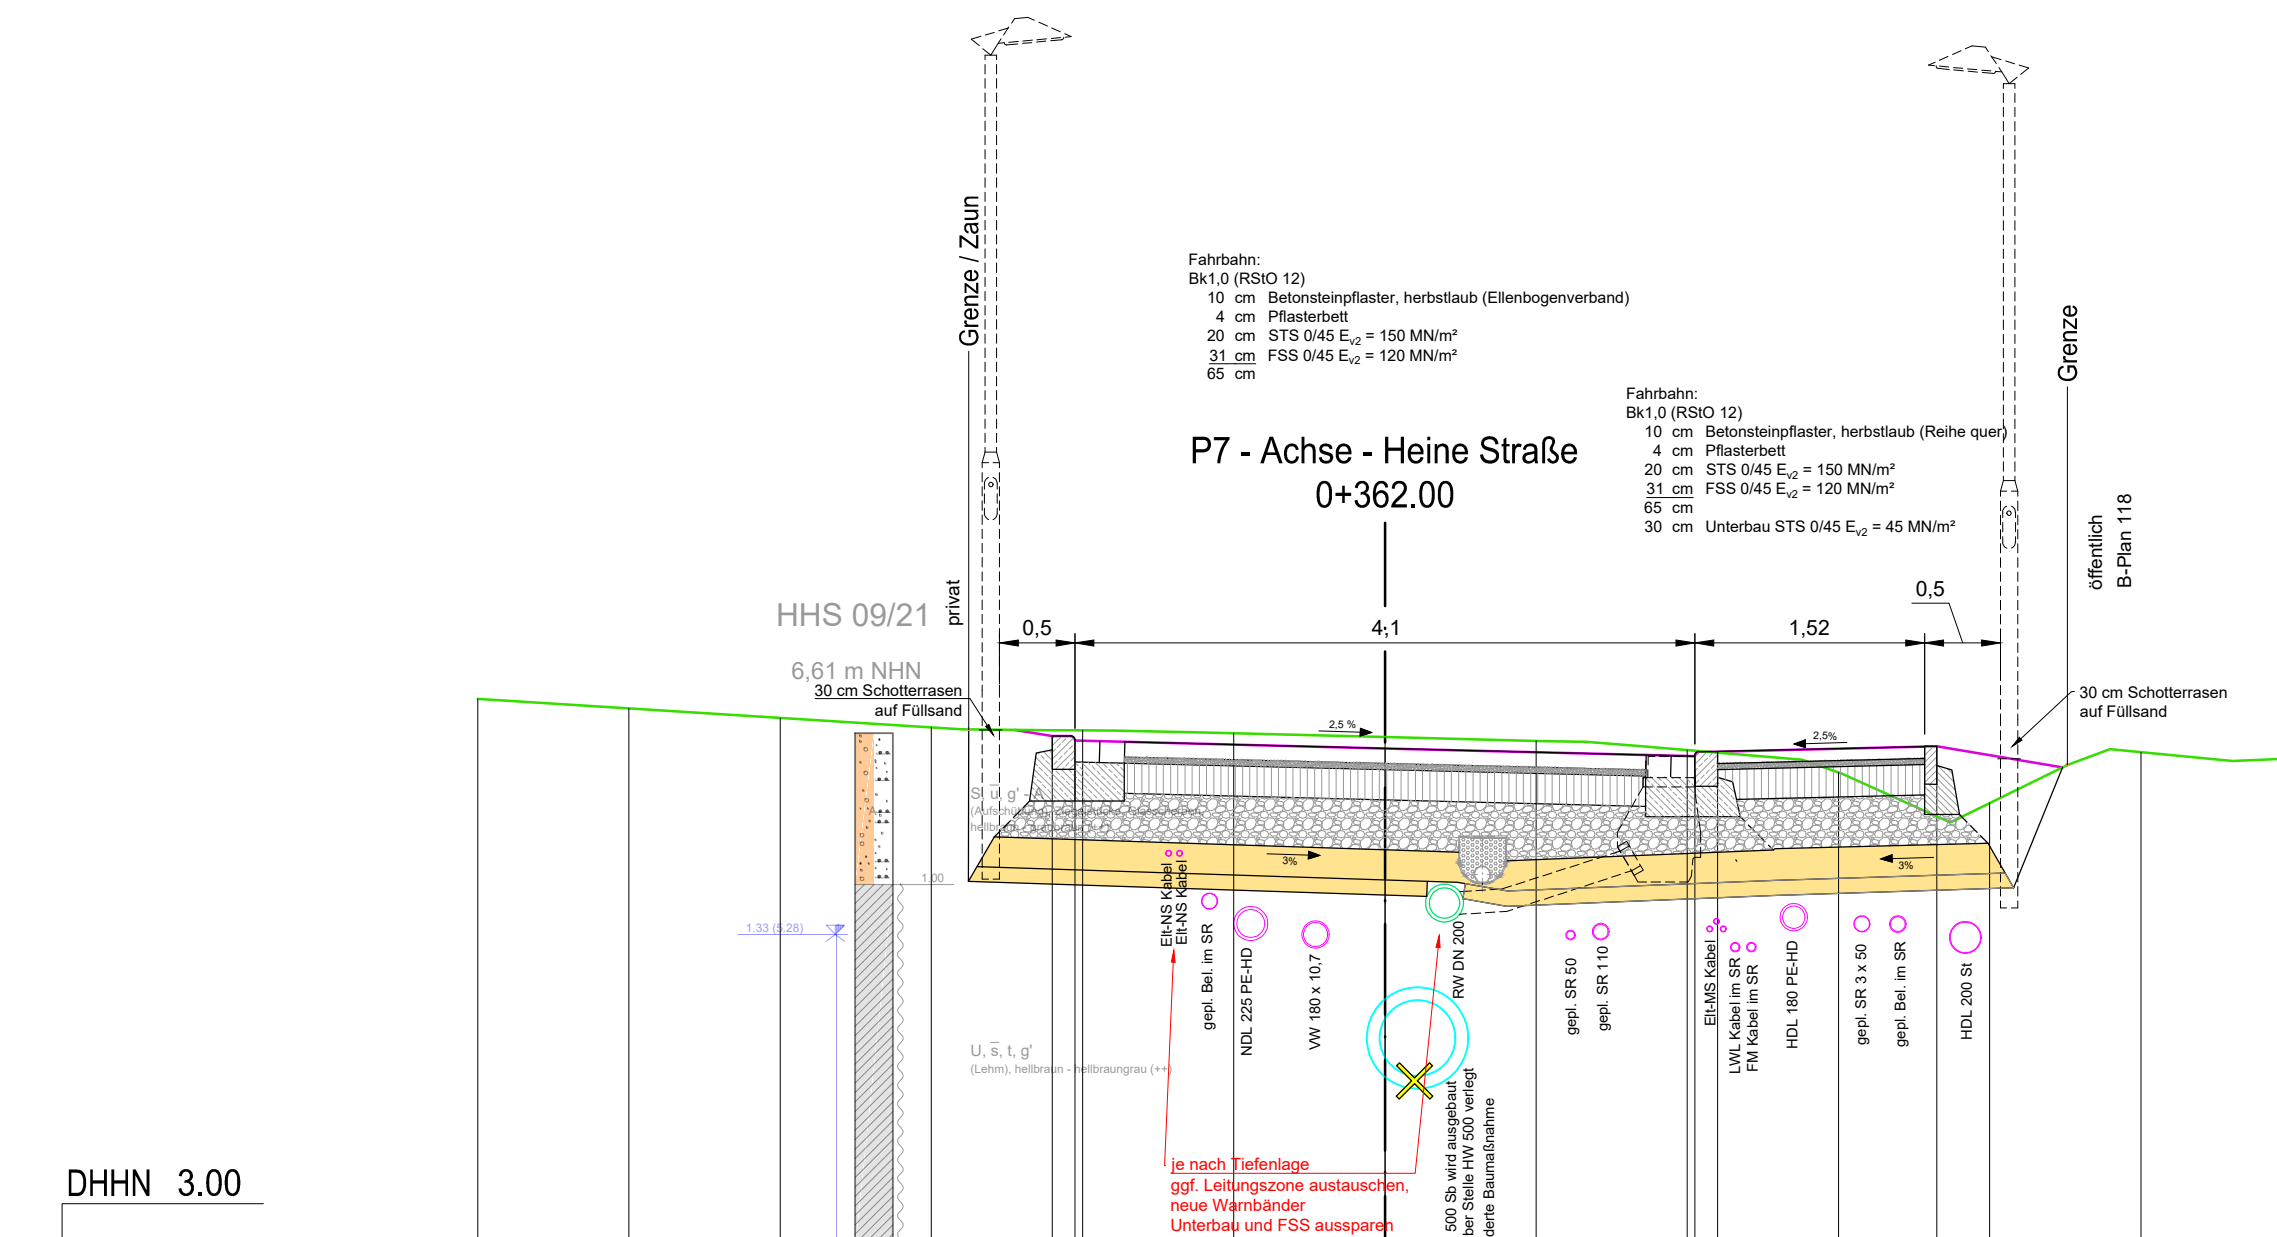 Grenze / Zaun
Fahrbahn:
Bk1,0 (RStO 12)
10 cm Betonsteinpflaster, herbstlaub (Ellenbogenverband)
4 cm Pflasterbett
20 cm STS 0/45 Ev2 = 150 MN/m²
31 cm FSS 0/45 Ev2 = 120 MN/m²
65 cm
Grenze
Fahrbahn:
Bk1,0 (RStO 12)
10 cm Betonsteinpflaster, herbstlaub (Reihe quer)
4 cm Pflasterbett
20 cm STS 0/45 Ev2 = 150 MN/m²
31 cm FSS 0/45 Ev2 = 120 MN/m²
65 cm
30 cm Unterbau STS 0/45 Ev2 = 45 MN/m²
P7 - Achse - Heine Straße
0+362.00
öffentlich
B-Plan 118
privat
HHS 09/21
6,61 m NHN
0,5
4,1
1,52
0,5
30 cm Schotterrasen
auf Füllsand
30 cm Schotterrasen
auf Füllsand
2,5 %
2,5%
S, u, g' - A
(Aufschüttung), Ziegelstücke, Glasscherben,
A
3%
3%
1.00
1.33 (5.28)
Elt-NS Kabel
Elt-NS Kabel
gepl. Bel. im SR
NDL 225 PE-HD
VW 180 x 10,7
RW DN 200
gepl. SR 50
gepl. SR 110
Elt-MS Kabel
LWL Kabel im SR
FM Kabel im SR
HDL 180 PE-HD
gepl. SR 3 x 50
gepl. Bel. im SR
HDL 200 St
U, s̅, t, g'
(Lehm), hellbraun - hellbraungrau (++)
500 Sb wird ausgebaut
ber Stelle HW 500 verlegt
derte Baumaßnahme
je nach Tiefenlage
ggf. Leitungszone austauschen,
neue Warnbänder
Unterbau und FSS aussparen
DHHN 3.00